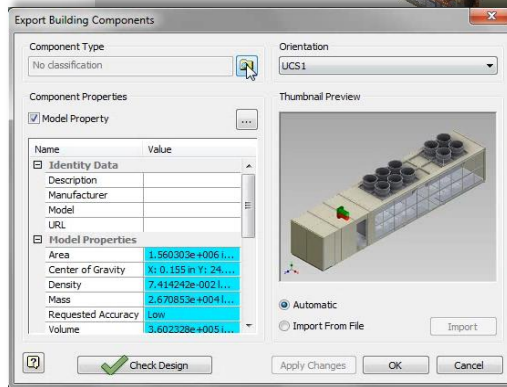 Export Building Components
Component Type
No classification
Orientation
UCS1
Component Properties
Model Property
...
Thumbnail Preview
Name Value
Identity Data
Description
Manufacturer
Model
URL
Model Properties
Area 1.560303e+006 i...
Center of Gravity X: 0.155 in Y: 24....
Density 7.414242e-002 l...
Mass 2.670853e+004 l...
Requested Accuracy Low
Volume 3.602328e+005 i...
Automatic
Import From File
Import
?
Check Design
Apply Changes
OK
Cancel